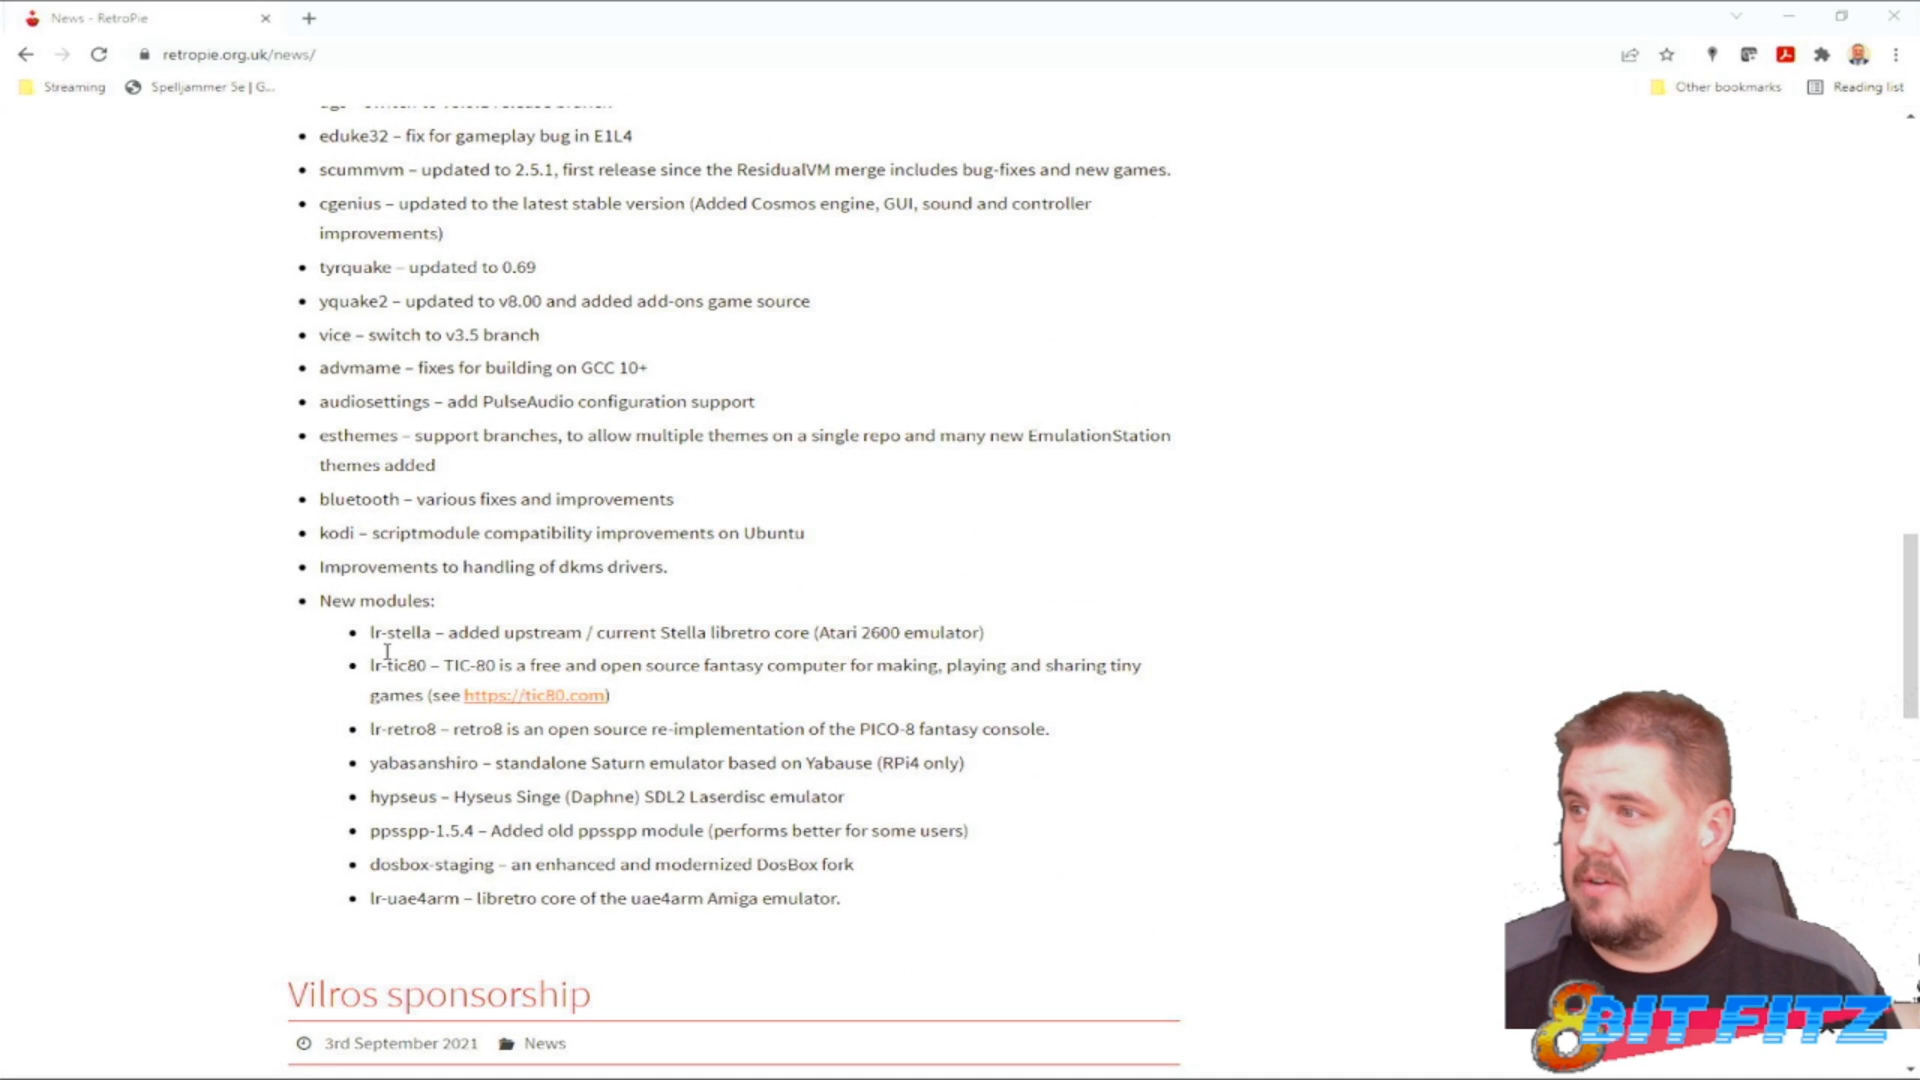 News - RetroPie
retropie.org.uk/news/
Streaming
Spelljammer 5e | G...
Other bookmarks
Reading list
eduke32 – fix for gameplay bug in E1L4
scummvm – updated to 2.5.1, first release since the ResidualVM merge includes bug-fixes and new games.
cgenius – updated to the latest stable version (Added Cosmos engine, GUI, sound and controller
improvements)
tyrquake – updated to 0.69
yquake2 – updated to v8.00 and added add-ons game source
vice – switch to v3.5 branch
advmame – fixes for building on GCC 10+
audiosettings – add PulseAudio configuration support
esthemes – support branches, to allow multiple themes on a single repo and many new EmulationStation
themes added
bluetooth – various fixes and improvements
kodi – scriptmodule compatibility improvements on Ubuntu
Improvements to handling of dkms drivers.
New modules:
lr-stella – added upstream / current Stella libretro core (Atari 2600 emulator)
lr-tic80 – TIC-80 is a free and open source fantasy computer for making, playing and sharing tiny
games (see https://tic80.com)
lr-retro8 – retro8 is an open source re-implementation of the PICO-8 fantasy console.
yabasanshiro – standalone Saturn emulator based on Yabause (RPi4 only)
hypseus – Hyseus Singe (Daphne) SDL2 Laserdisc emulator
ppsspp-1.5.4 – Added old ppsspp module (performs better for some users)
dosbox-staging – an enhanced and modernized DosBox fork
lr-uae4arm – libretro core of the uae4arm Amiga emulator.
Vilros sponsorship
3rd September 2021 News
8BIT FITZ